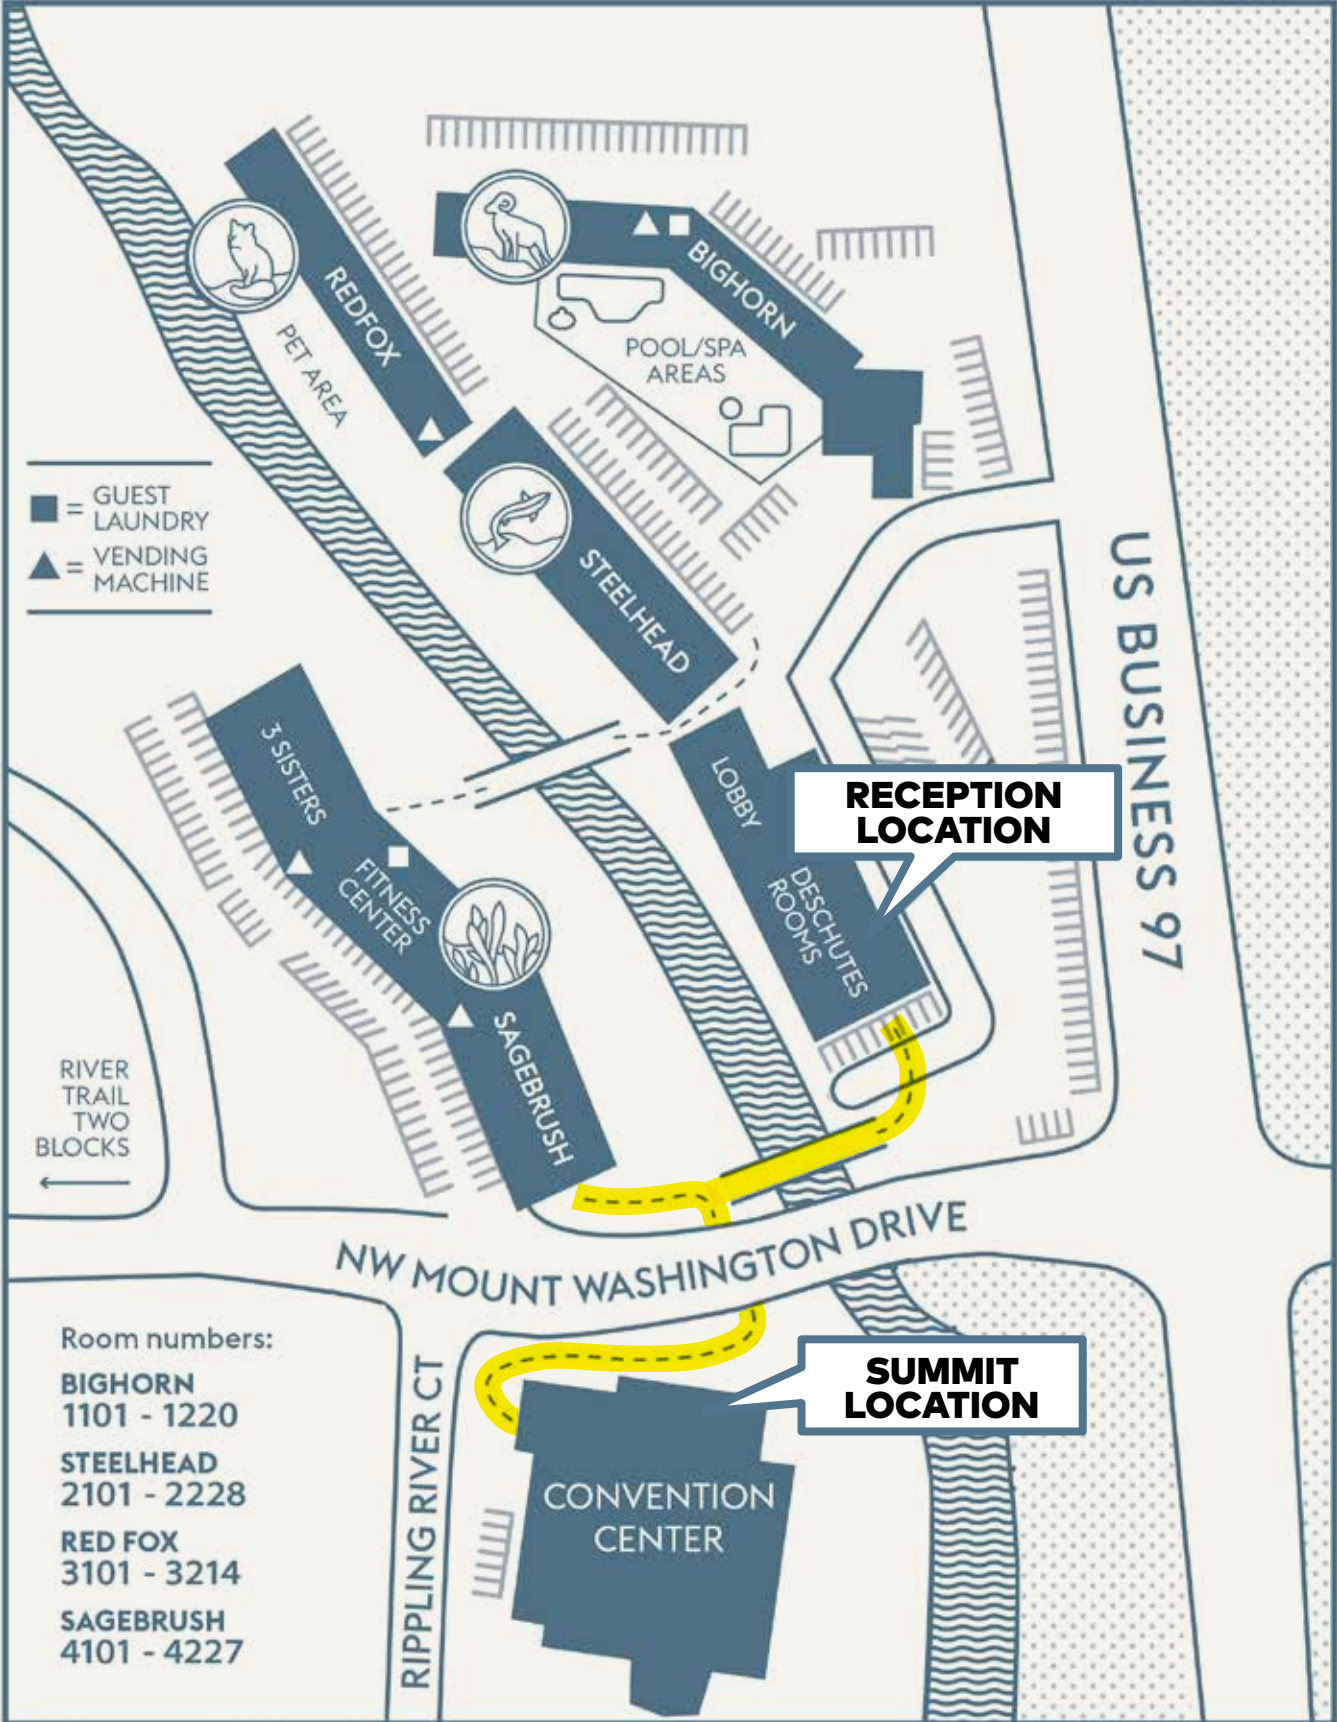 REDFOX
PET AREA
BIGHORN
POOL/SPA
AREAS
= GUEST
LAUNDRY
= VENDING
MACHINE
STEELHEAD
US BUSINESS 97
3 SISTERS
FITNESS
CENTER
SAGEBRUSH
LOBBY
RECEPTION
LOCATION
DESCHUTES
ROOMS
RIVER
TRAIL
TWO
BLOCKS
NW MOUNT WASHINGTON DRIVE
Room numbers:
BIGHORN
1101 - 1220
STEELHEAD
2101 - 2228
RED FOX
3101 - 3214
SAGEBRUSH
4101 - 4227
RIPPLING RIVER CT
SUMMIT
LOCATION
CONVENTION
CENTER